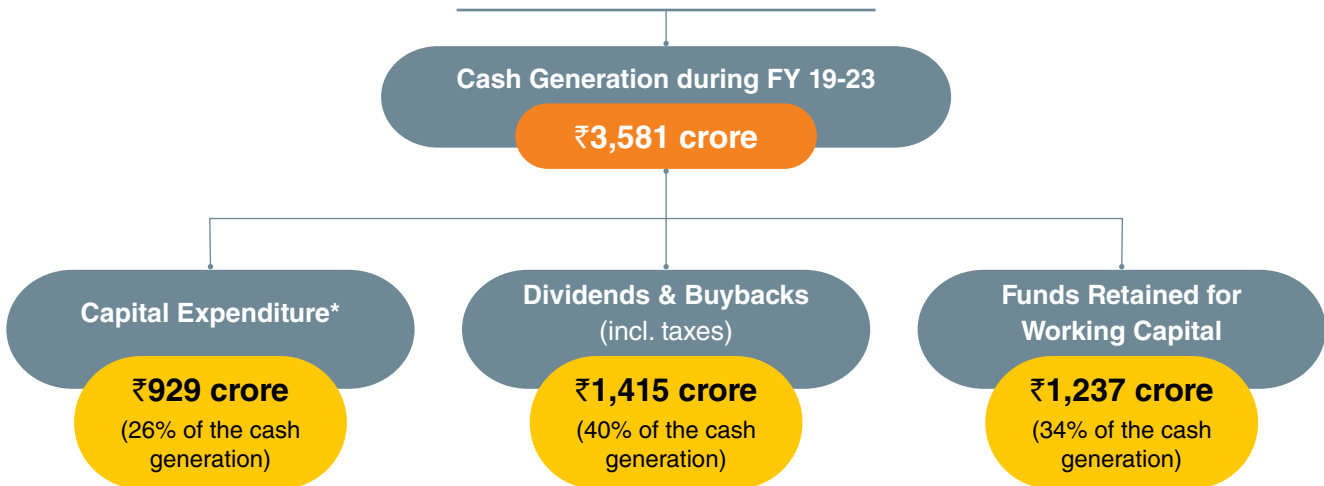 Cash Generation during FY 19-23
₹3,581 crore
Capital Expenditure*
₹929 crore
(26% of the cash
generation)
Dividends & Buybacks
(incl. taxes)
₹1,415 crore
(40% of the cash
generation)
Funds Retained for
Working Capital
₹1,237 crore
(34% of the cash
generation)